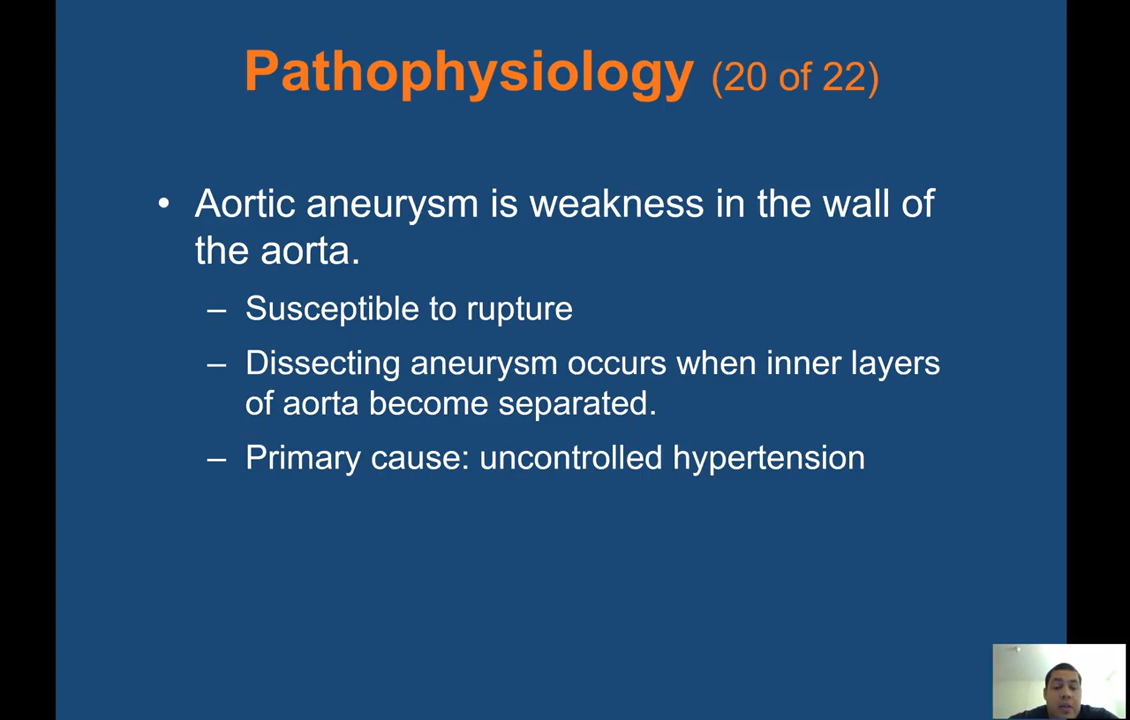 Pathophysiology (20 of 22)
• Aortic aneurysm is weakness in the wall of
the aorta.
– Susceptible to rupture
– Dissecting aneurysm occurs when inner layers
of aorta become separated.
– Primary cause: uncontrolled hypertension